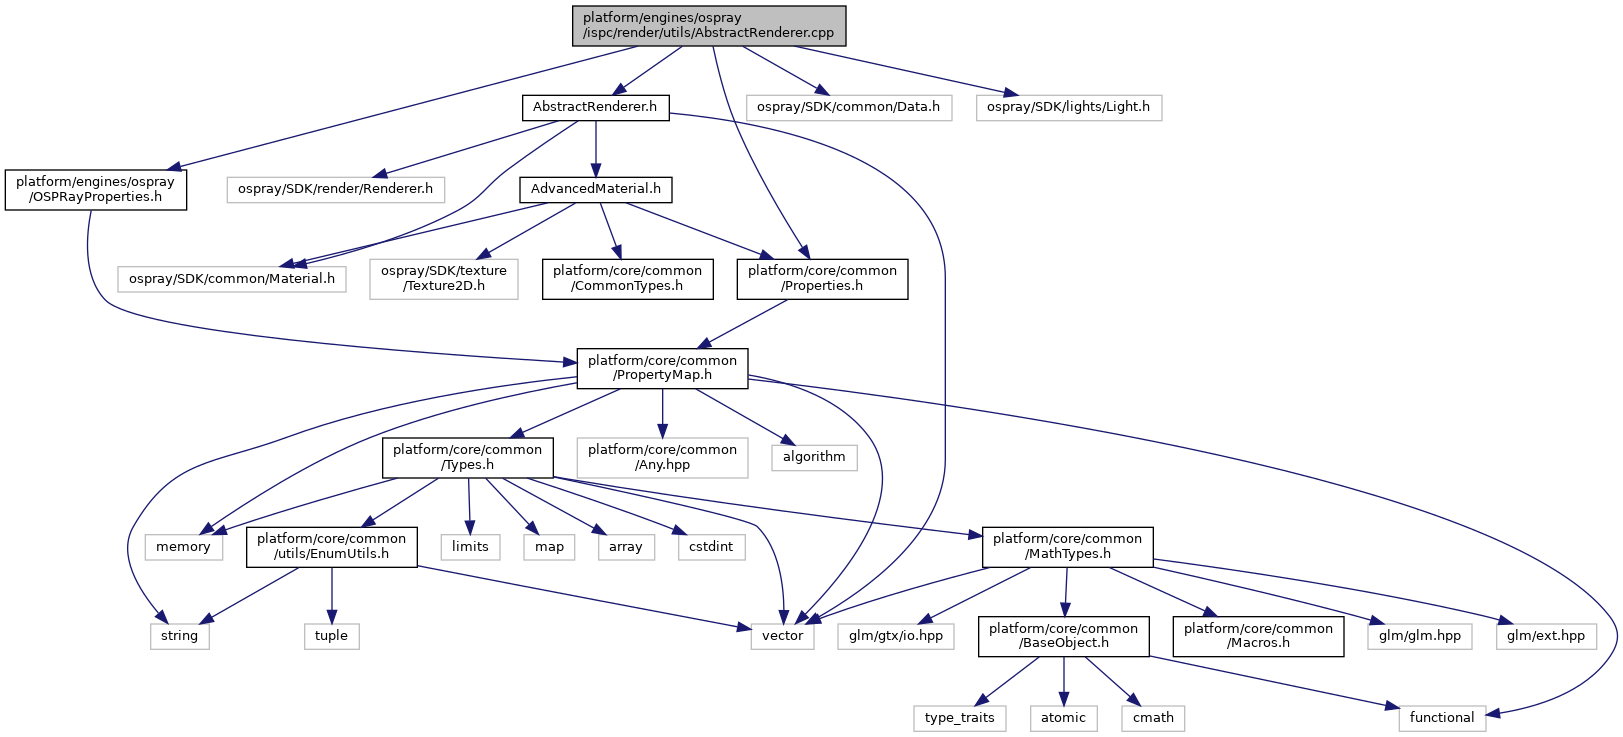 platform/engines/ospray
/ispc/render/utils/AbstractRenderer.cpp
AbstractRenderer.h
ospray/SDK/common/Data.h
ospray/SDK/lights/Light.h
platform/engines/ospray
/OSPRayProperties.h
ospray/SDK/render/Renderer.h
AdvancedMaterial.h
ospray/SDK/common/Material.h
ospray/SDK/texture
/Texture2D.h
platform/core/common
/CommonTypes.h
platform/core/common
/Properties.h
platform/core/common
/PropertyMap.h
platform/core/common
/Types.h
platform/core/common
/Any.hpp
algorithm
memory
platform/core/common
/utils/EnumUtils.h
limits
map
array
cstdint
platform/core/common
/MathTypes.h
string
tuple
vector
glm/gtx/io.hpp
platform/core/common
/BaseObject.h
platform/core/common
/Macros.h
glm/glm.hpp
glm/ext.hpp
type_traits
atomic
cmath
functional